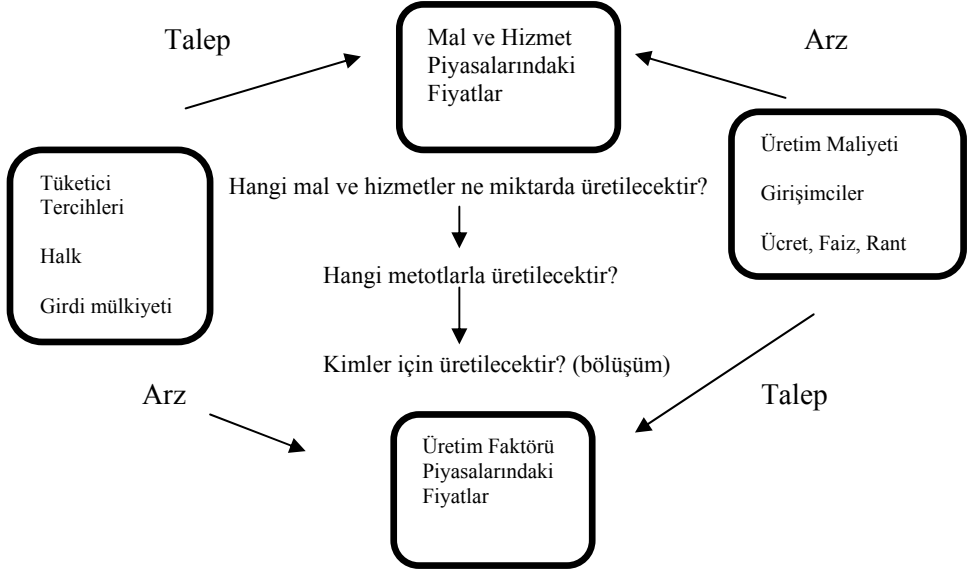 Talep
Mal ve Hizmet
Piyasalarındaki
Fiyatlar
Arz
Tüketici
Tercihleri
Halk
Girdi mülkiyeti
Hangi mal ve hizmetler ne miktarda üretilecektir?
Hangi metotlarla üretilecektir?
Kimler için üretilecektir? (bölüşüm)
Üretim Maliyeti
Girişimciler
Ücret, Faiz, Rant
Arz
Üretim Faktörü
Piyasalarındaki
Fiyatlar
Talep